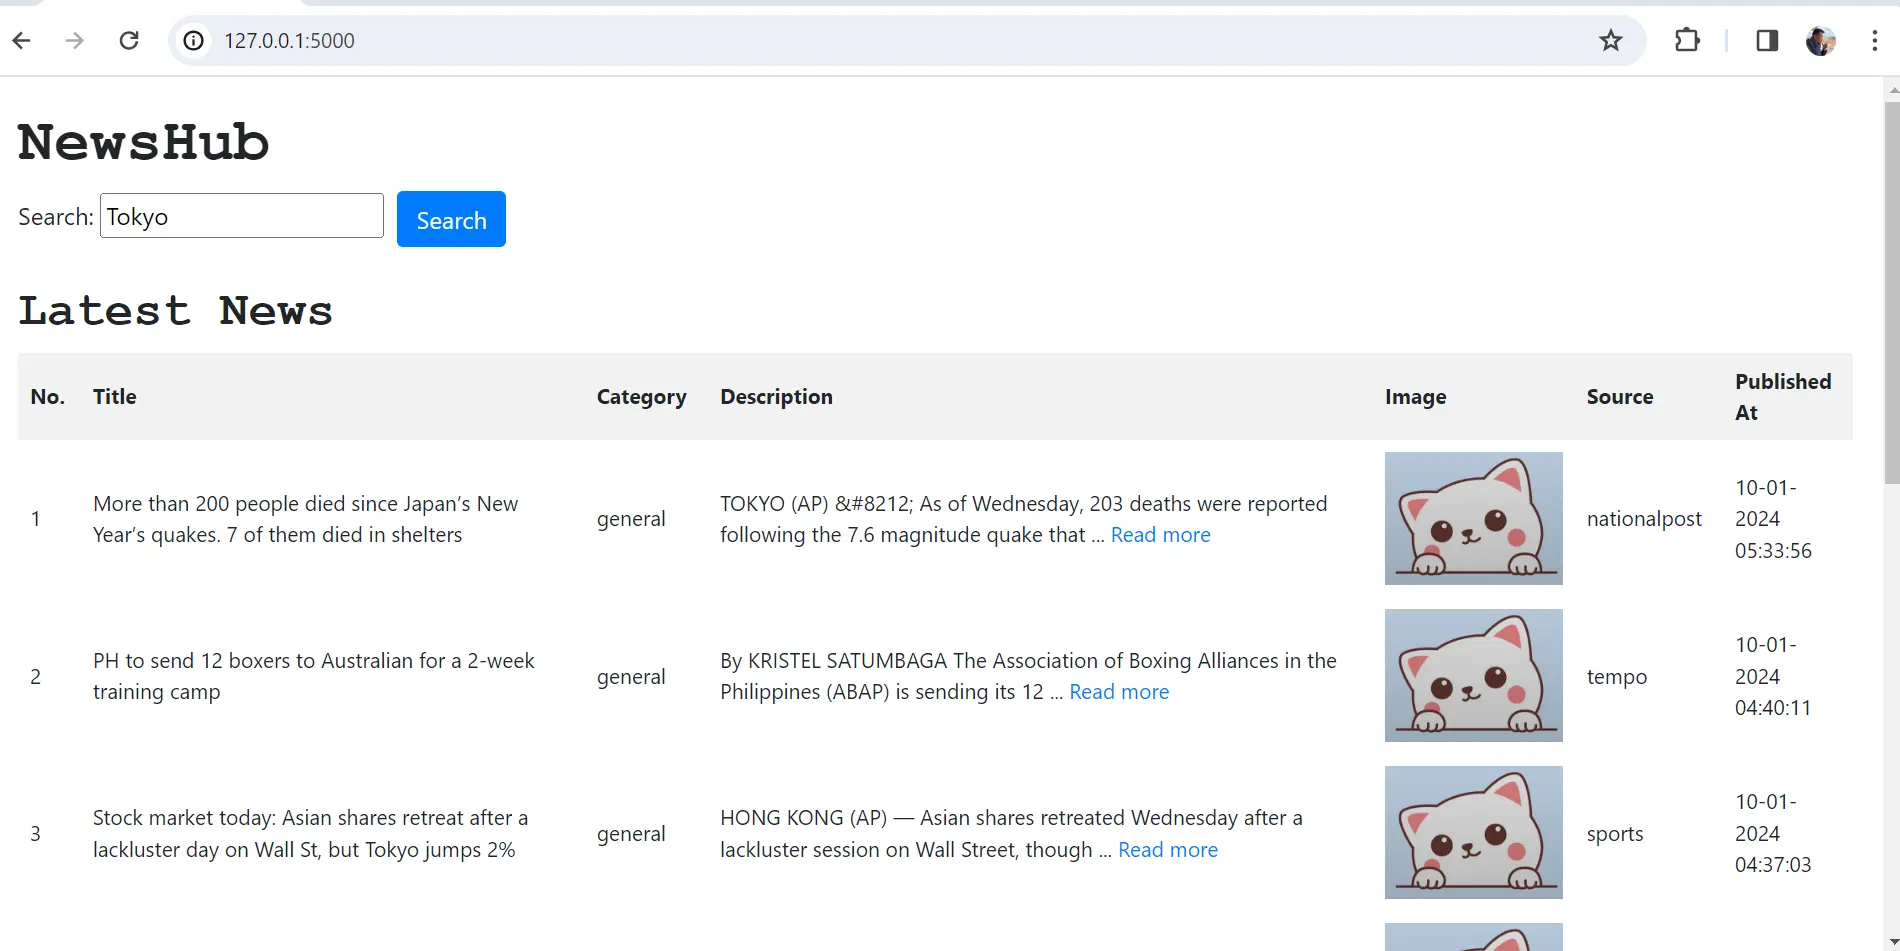 127.0.0.1:5000
NewsHub
Search: Tokyo Search
Latest News
No. Title Category Description Image Source Published
At
1
More than 200 people died since Japan’s New
Year’s quakes. 7 of them died in shelters
general
TOKYO (AP) &#8212; As of Wednesday, 203 deaths were reported
following the 7.6 magnitude quake that ... Read more
nationalpost
10-01-
2024
05:33:56
2
PH to send 12 boxers to Australian for a 2-week
training camp
general
By KRISTEL SATUMBAGA The Association of Boxing Alliances in the
Philippines (ABAP) is sending its 12 ... Read more
tempo
10-01-
2024
04:40:11
3
Stock market today: Asian shares retreat after a
lackluster day on Wall St, but Tokyo jumps 2%
general
HONG KONG (AP) — Asian shares retreated Wednesday after a
lackluster session on Wall Street, though ... Read more
sports
10-01-
2024
04:37:03